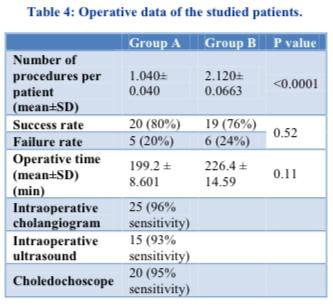 Table 4: Operative data of the studied patients.
Group A Group B P value
Number of
procedures per
patient
(mean±SD)
1.040±
0.040
2.120±
0.0663
<0.0001
Success rate 20 (80%) 19 (76%)
0.52
Failure rate 5 (20%) 6 (24%)
Operative time
(mean±SD)
(min)
199.2 ±
8.601
226.4 ±
14.59
0.11
Intraoperative
cholangiogram
25 (96%
sensitivity)
Intraoperative
ultrasound
15 (93%
sensitivity)
Choledochoscope
20 (95%
sensitivity)